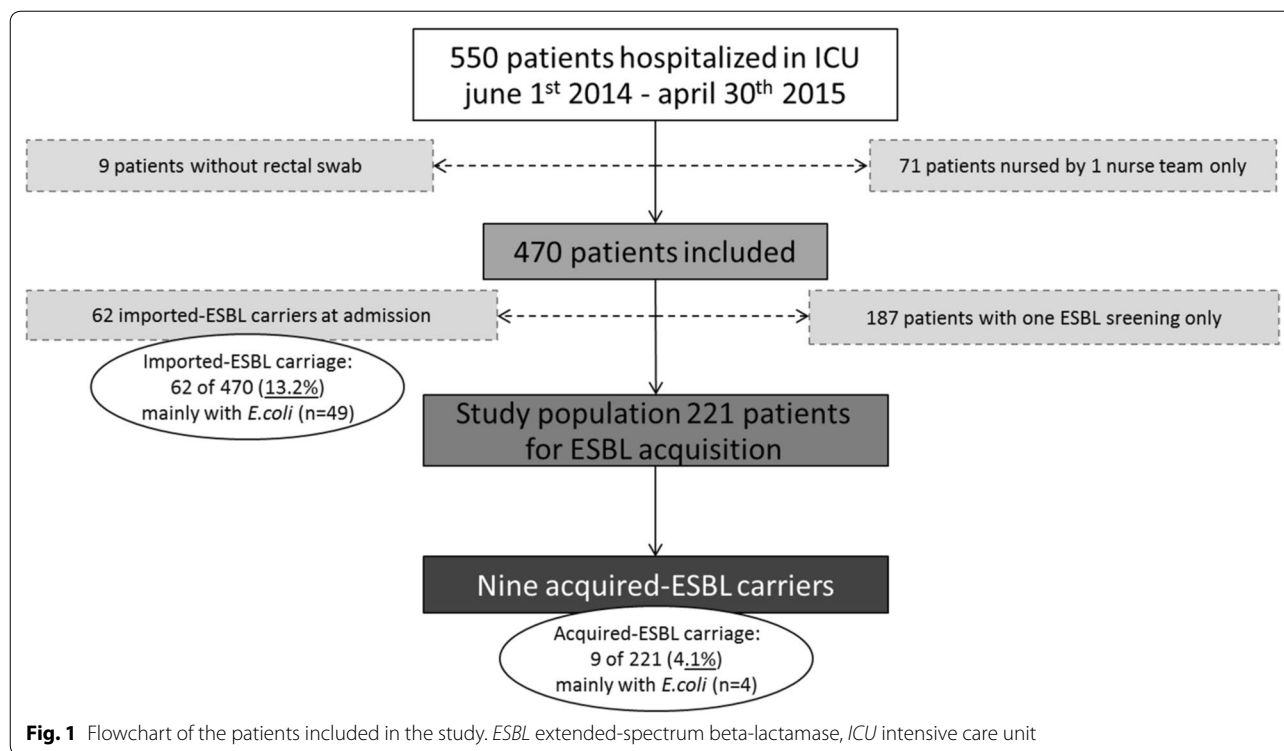 550 patients hospitalized in ICU
june 1st 2014 - april 30th 2015
9 patients without rectal swab
71 patients nursed by 1 nurse team only
470 patients included
62 imported-ESBL carriers at admission
187 patients with one ESBL sreening only
Imported-ESBL carriage:
62 of 470 (13.2%)
mainly with E.coli (n=49)
Study population 221 patients
for ESBL acquisition
Nine acquired-ESBL carriers
Acquired-ESBL carriage:
9 of 221 (4.1%)
mainly with E.coli (n=4)
Fig. 1 Flowchart of the patients included in the study. ESBL extended-spectrum beta-lactamase, ICU intensive care unit